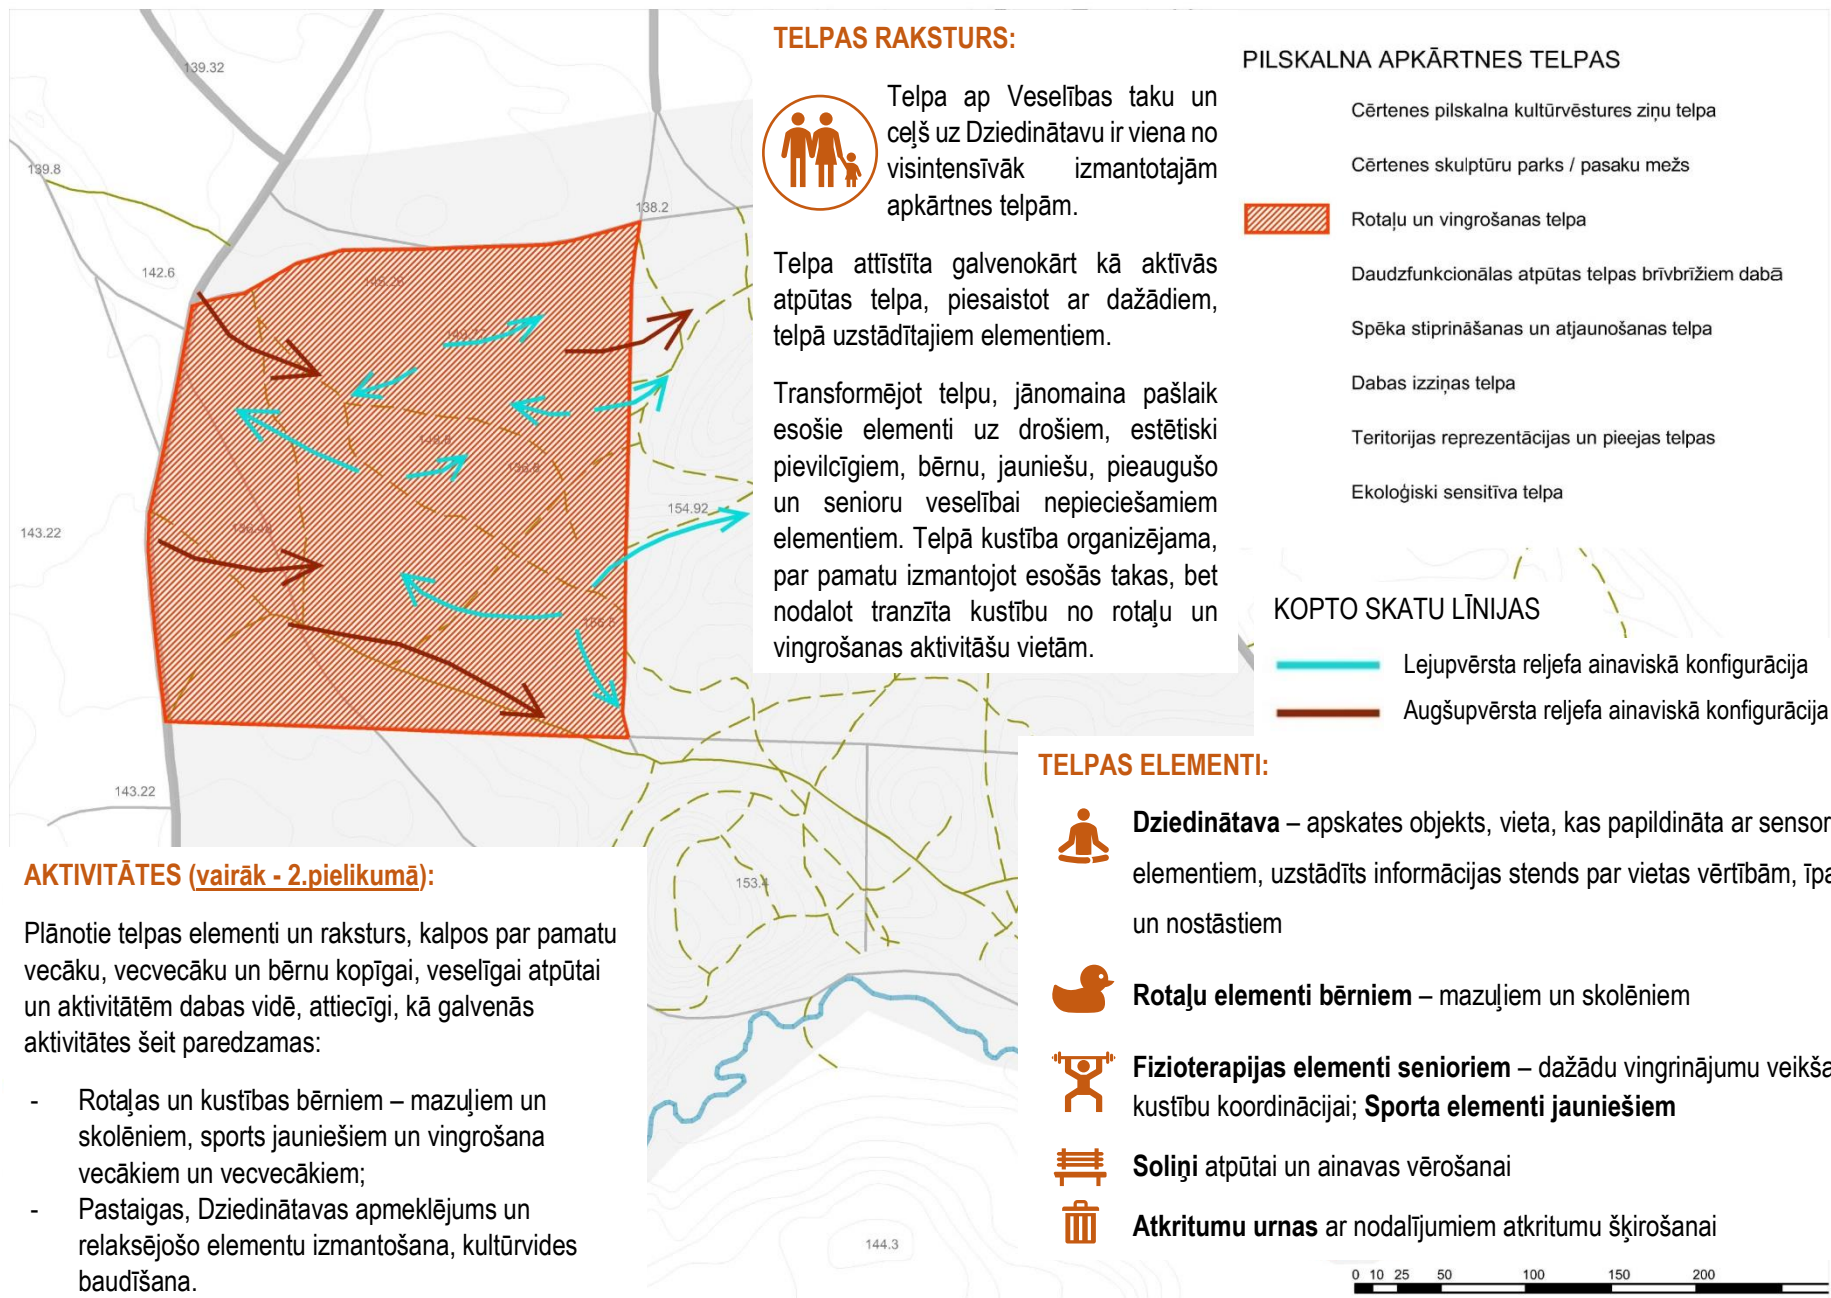 TELPAS RAKSTURS:
Telpa ap Veselības taku un
ceļš uz Dziedinātavu ir viena no
visintensīvāk izmantotajām
apkārtnes telpām.
Telpa attīstīta galvenokārt kā aktīvās
atpūtas telpa, piesaistot ar dažādiem,
telpā uzstādītajiem elementiem.
Transformējot telpu, jānomaina pašlaik
esošie elementi uz drošiem, estētiski
pievilcīgiem, bērnu, jauniešu, pieaugušo
un senioru veselībai nepieciešamiem
elementiem. Telpā kustība organizējama,
par pamatu izmantojot esošās takas, bet
nodalot tranzīta kustību no rotaļu un
vingrošanas aktivitāšu vietām.
PILSKALNA APKĀRTNES TELPAS
Cērtenes pilskalna kultūrvēstures ziņu telpa
Cērtenes skulptūru parks / pasaku mežs
Rotaļu un vingrošanas telpa
Daudzfunkcionālas atpūtas telpas brīvbrīžiem dabā
Spēka stiprināšanas un atjaunošanas telpa
Dabas izziņas telpa
Teritorijas reprezentācijas un pieejas telpas
Ekoloģiski sensitīva telpa
KOPTO SKATU LĪNIJAS
Lejupvērsta reljefa ainaviskā konfigurācija
Augšupvērsta reljefa ainaviskā konfigurācija
TELPAS ELEMENTI:
Dziedinātava – apskates objekts, vieta, kas papildināta ar sensor
elementiem, uzstādīts informācijas stends par vietas vērtībām, īpa
un nostāstiem
Rotaļu elementi bērniem – mazuļiem un skolēniem
Fizioterapijas elementi senioriem – dažādu vingrinājumu veikša
kustību koordinācijai; Sporta elementi jauniešiem
Soliņi atpūtai un ainavas vērošanai
Atkritumu urnas ar nodalījumiem atkritumu šķirošanai
0 10 25 50 100 150 200
AKTIVITĀTES (vairāk - 2.pielikumā):
Plānotie telpas elementi un raksturs, kalpos par pamatu
vecāku, vecvecāku un bērnu kopīgai, veselīgai atpūtai
un aktivitātēm dabas vidē, attiecīgi, kā galvenās
aktivitātes šeit paredzamas:
- Rotaļas un kustības bērniem – mazuļiem un
skolēniem, sports jauniešiem un vingrošana
vecākiem un vecvecākiem;
- Pastaigas, Dziedinātavas apmeklējums un
relaksējošo elementu izmantošana, kultūrvides
baudīšana.
139.32
139.8
138.2
142.6
154.92
143.22
143.22
153.4
144.3